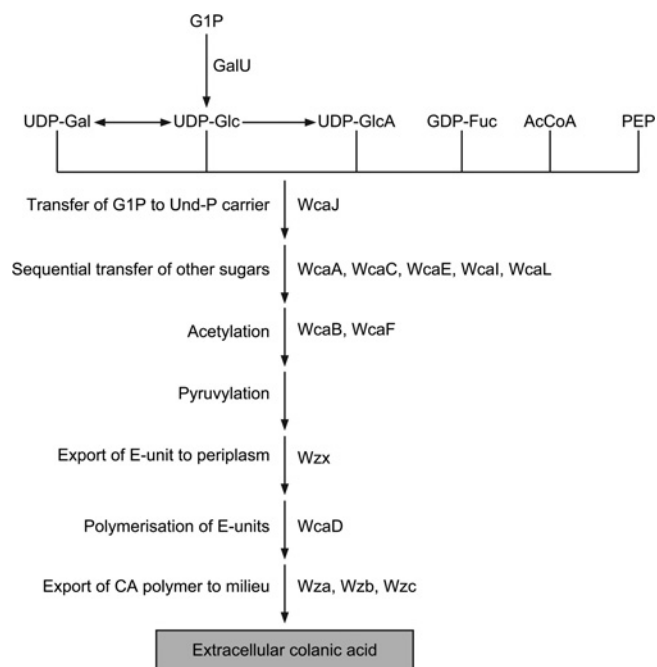 G1P
GalU
UDP-Gal UDP-Glc UDP-GlcA GDP-Fuc AcCoA PEP
Transfer of G1P to Und-P carrier WcaJ
Sequential transfer of other sugars WcaA, WcaC, WcaE, WcaI, WcaL
Acetylation WcaB, WcaF
Pyruvylation
Export of E-unit to periplasm Wzx
Polymerisation of E-units WcaD
Export of CA polymer to milieu Wza, Wzb, Wzc
Extracellular colanic acid